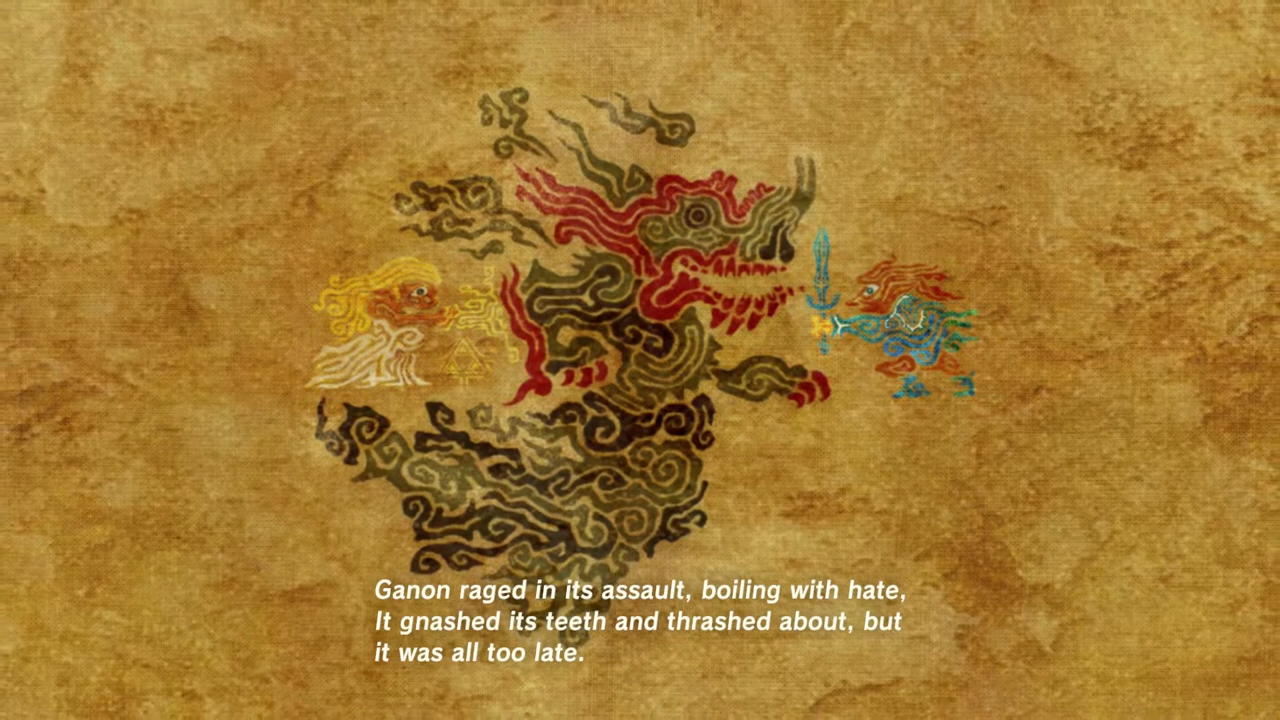 Ganon raged in its assault, boiling with hate,
It gnashed its teeth and thrashed about, but
it was all too late.